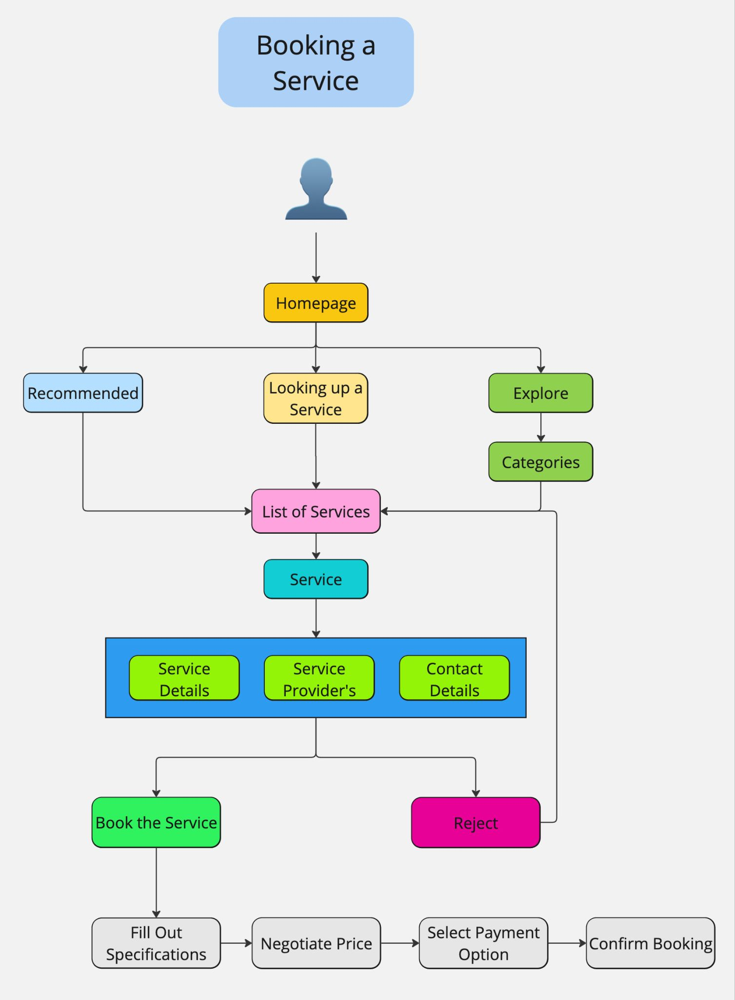 Booking a
Service
Homepage
Recommended
Looking up a
Service
Explore
Categories
List of Services
Service
Service
Details
Service
Provider's
Contact
Details
Book the Service
Reject
Fill Out
Specifications
Negotiate Price
Select Payment
Option
Confirm Booking